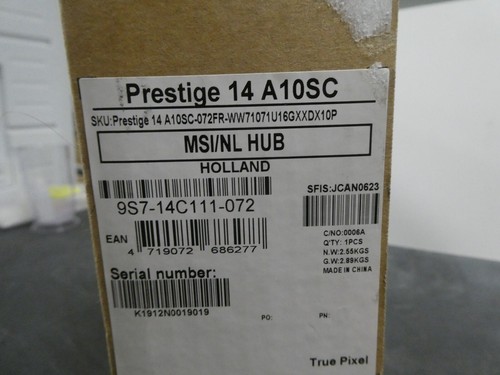 Prestige 14 A10SC
SKU:Prestige 14 A10SC-072FR-WW71071U16GXXDX10P
MSI/NL HUB
HOLLAND
SFIS:JCAN0623
9S7-14C111-072
EAN
4 719072 686277
C/NO:0006A
Q'TY: 1PCS
N.W:2.55KGS
G.W:2.89KGS
MADE IN CHINA
Serial number:
K1912N0019019
PO:
PN:
True Pixel